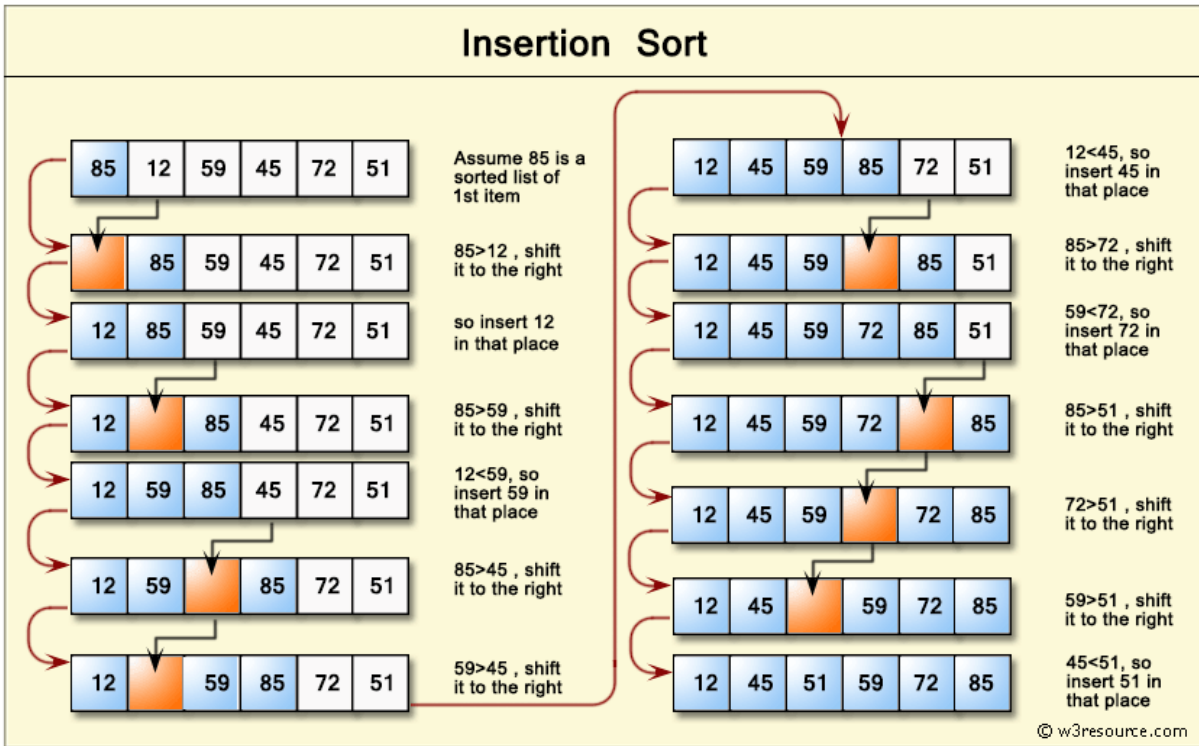 Insertion Sort
85 12 59 45 72 51
Assume 85 is a
sorted list of
1st item
85 59 45 72 51
85>12 , shift
it to the right
12 85 59 45 72 51
so insert 12
in that place
12 85 45 72 51
85>59 , shift
it to the right
12 59 85 45 72 51
12<59, so
insert 59 in
that place
12 59 85 72 51
85>45 , shift
it to the right
12 59 85 72 51
59>45 , shift
it to the right
12 45 59 85 72 51
12<45, so
insert 45 in
that place
12 45 59 85 51
85>72 , shift
it to the right
12 45 59 72 85 51
59<72, so
insert 72 in
that place
12 45 59 72 85
85>51 , shift
it to the right
12 45 59 72 85
72>51 , shift
it to the right
12 45 59 72 85
59>51 , shift
it to the right
12 45 51 59 72 85
45<51, so
insert 51 in
that place
© w3resource.com